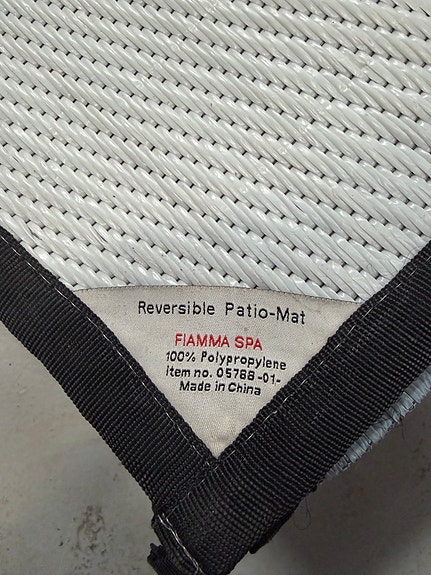 Reversible Patio-Mat
FIAMMA SPA
100% Polypropylene
Item no. 05788-01-
Made in China